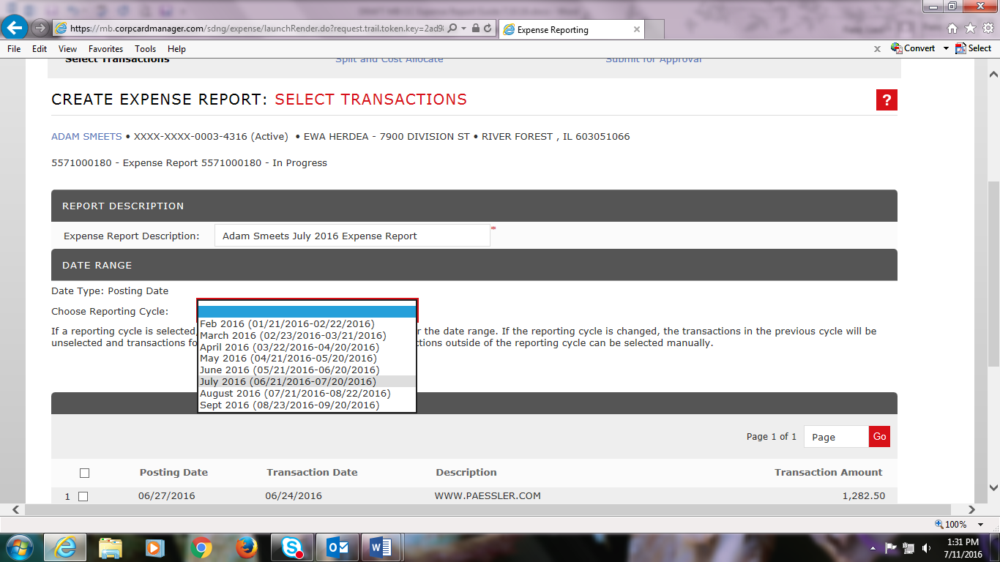 https://mb.corpcardmanager.com/sdng/expense/launchRender.do?request.trail.token.key=2ad9
Expense Reporting
File Edit View Favorites Tools Help
x Convert Select
Select Transactions Split and Cost Allocate Submit for Approval
CREATE EXPENSE REPORT: SELECT TRANSACTIONS
?
ADAM SMEETS • XXXX-XXXX-0003-4316 (Active) • EWA HERDEA - 7900 DIVISION ST • RIVER FOREST , IL 603051066
5571000180 - Expense Report 5571000180 - In Progress
REPORT DESCRIPTION
Expense Report Description: Adam Smeets July 2016 Expense Report *
DATE RANGE
Date Type: Posting Date
Choose Reporting Cycle:
If a reporting cycle is selected r the date range. If the reporting cycle is changed, the transactions in the previous cycle will be
unselected and transactions fo ctions outside of the reporting cycle can be selected manually.
Feb 2016 (01/21/2016-02/22/2016)
March 2016 (02/23/2016-03/21/2016)
April 2016 (03/22/2016-04/20/2016)
May 2016 (04/21/2016-05/20/2016)
June 2016 (05/21/2016-06/20/2016)
July 2016 (06/21/2016-07/20/2016)
August 2016 (07/21/2016-08/22/2016)
Sept 2016 (08/23/2016-09/20/2016)
Page 1 of 1 Page Go
Posting Date Transaction Date Description Transaction Amount
1 06/27/2016 06/24/2016 WWW.PAESSLER.COM 1,282.50
100%
1:31 PM
7/11/2016